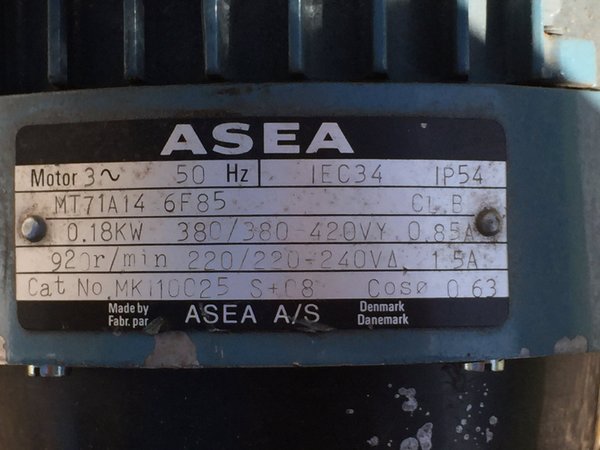 ASEA
Motor 3~ 50 Hz IEC34 IP54
MT71A14 6F85 CL.B
0.18KW 380/380-420VY 0.85A
920r/min 220/220-240VΔ 1.5A
Cat No. MK110025 S+08 Cosø 0.63
Made by Fabr. par ASEA A/S Denmark Danemark